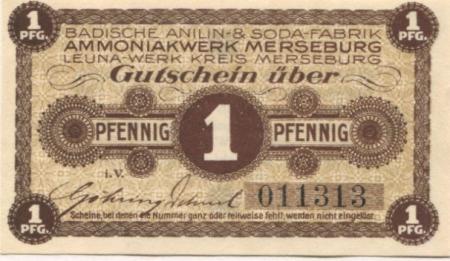 1 PFG.
1 PFG.
BADISCHE ANILIN-& SODA-FABRIK
AMMONIAKWERK MERSEBURG
LEUNA-WERK KREIS MERSEBURG
Gutschein über
PFENNIG 1 PFENNIG
i.V.
011313
Scheine, bei denen die Nummer ganz oder teilweise fehlt, werden nicht eingelöst.
1 PFG.
1 PFG.